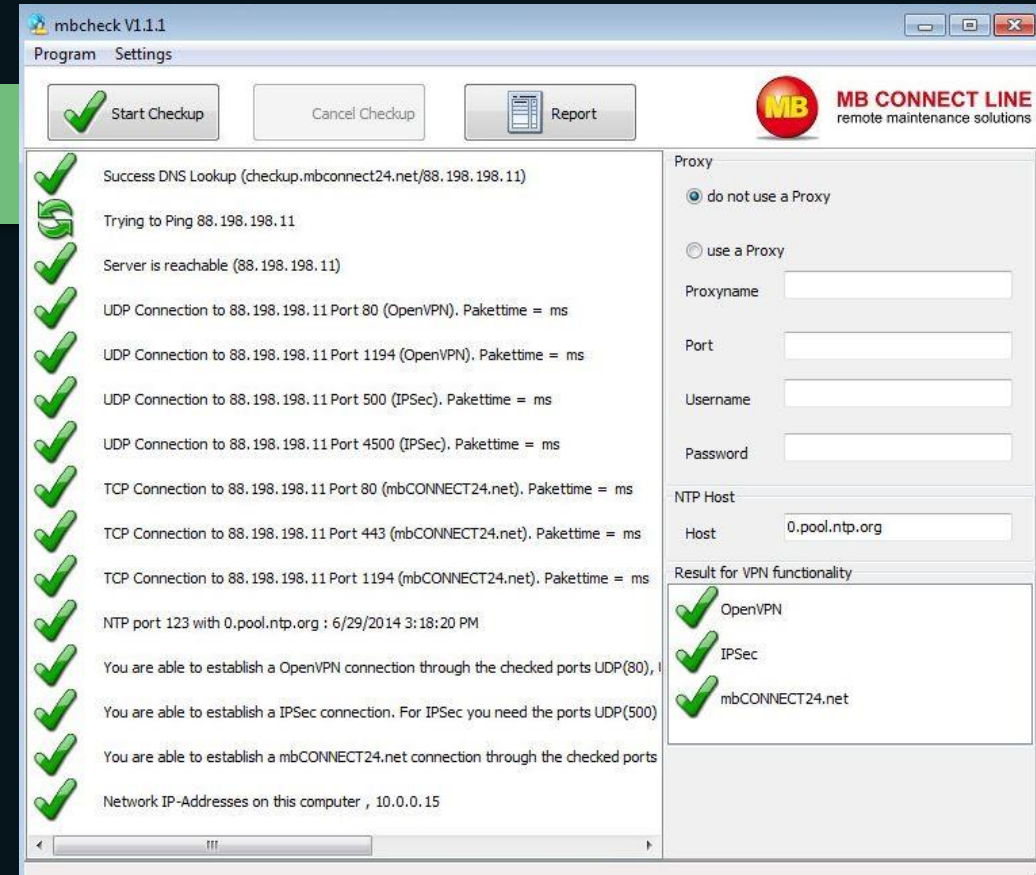 mbcheck V1.1.1
Program Settings
Start Checkup
Cancel Checkup
Report
MB
MB CONNECT LINE
remote maintenance solutions
Success DNS Lookup (checkup.mbconnect24.net/88.198.198.11)
Trying to Ping 88.198.198.11
Server is reachable (88.198.198.11)
UDP Connection to 88.198.198.11 Port 80 (OpenVPN). Pakettime = ms
UDP Connection to 88.198.198.11 Port 1194 (OpenVPN). Pakettime = ms
UDP Connection to 88.198.198.11 Port 500 (IPSec). Pakettime = ms
UDP Connection to 88.198.198.11 Port 4500 (IPSec). Pakettime = ms
TCP Connection to 88.198.198.11 Port 80 (mbCONNECT24.net). Pakettime = ms
TCP Connection to 88.198.198.11 Port 443 (mbCONNECT24.net). Pakettime = ms
TCP Connection to 88.198.198.11 Port 1194 (mbCONNECT24.net). Pakettime = ms
NTP port 123 with 0.pool.ntp.org : 6/29/2014 3:18:20 PM
You are able to establish a OpenVPN connection through the checked ports UDP(80),
You are able to establish a IPSec connection. For IPSec you need the ports UDP(500)
You are able to establish a mbCONNECT24.net connection through the checked ports
Network IP-Addresses on this computer , 10.0.0.15
Proxy
do not use a Proxy
use a Proxy
Proxyname
Port
Username
Password
NTP Host
Host 0.pool.ntp.org
Result for VPN functionality
OpenVPN
IPSec
mbCONNECT24.net